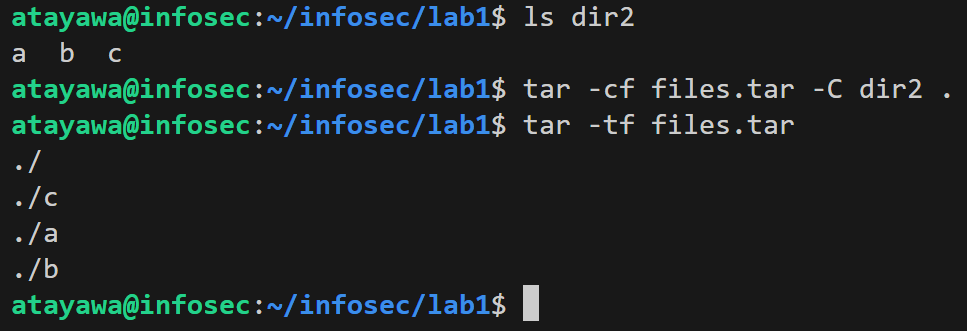 atayawa@infosec:~/infosec/lab1$ ls dir2
a  b  c
atayawa@infosec:~/infosec/lab1$ tar -cf files.tar -C dir2 .
atayawa@infosec:~/infosec/lab1$ tar -tf files.tar
./
./c
./a
./b
atayawa@infosec:~/infosec/lab1$